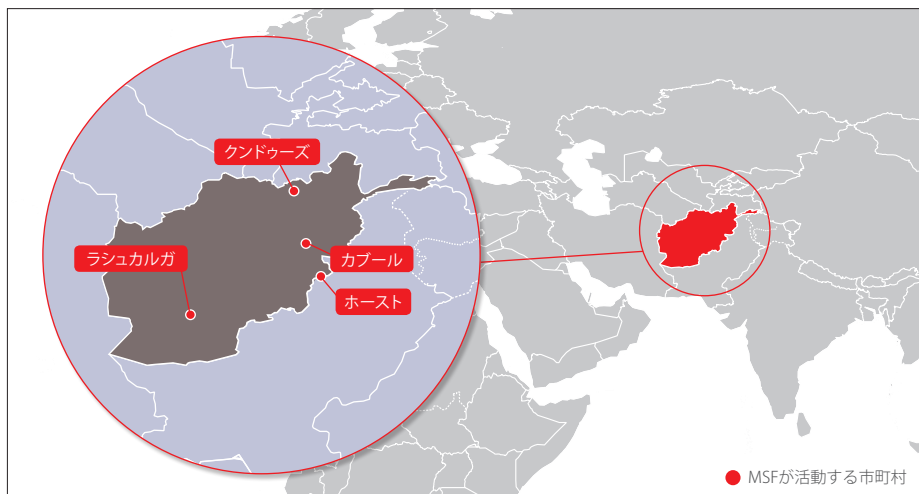 クンドゥーズ
ラシュカルガ
カブール
ホースト
MSFが活動する市町村